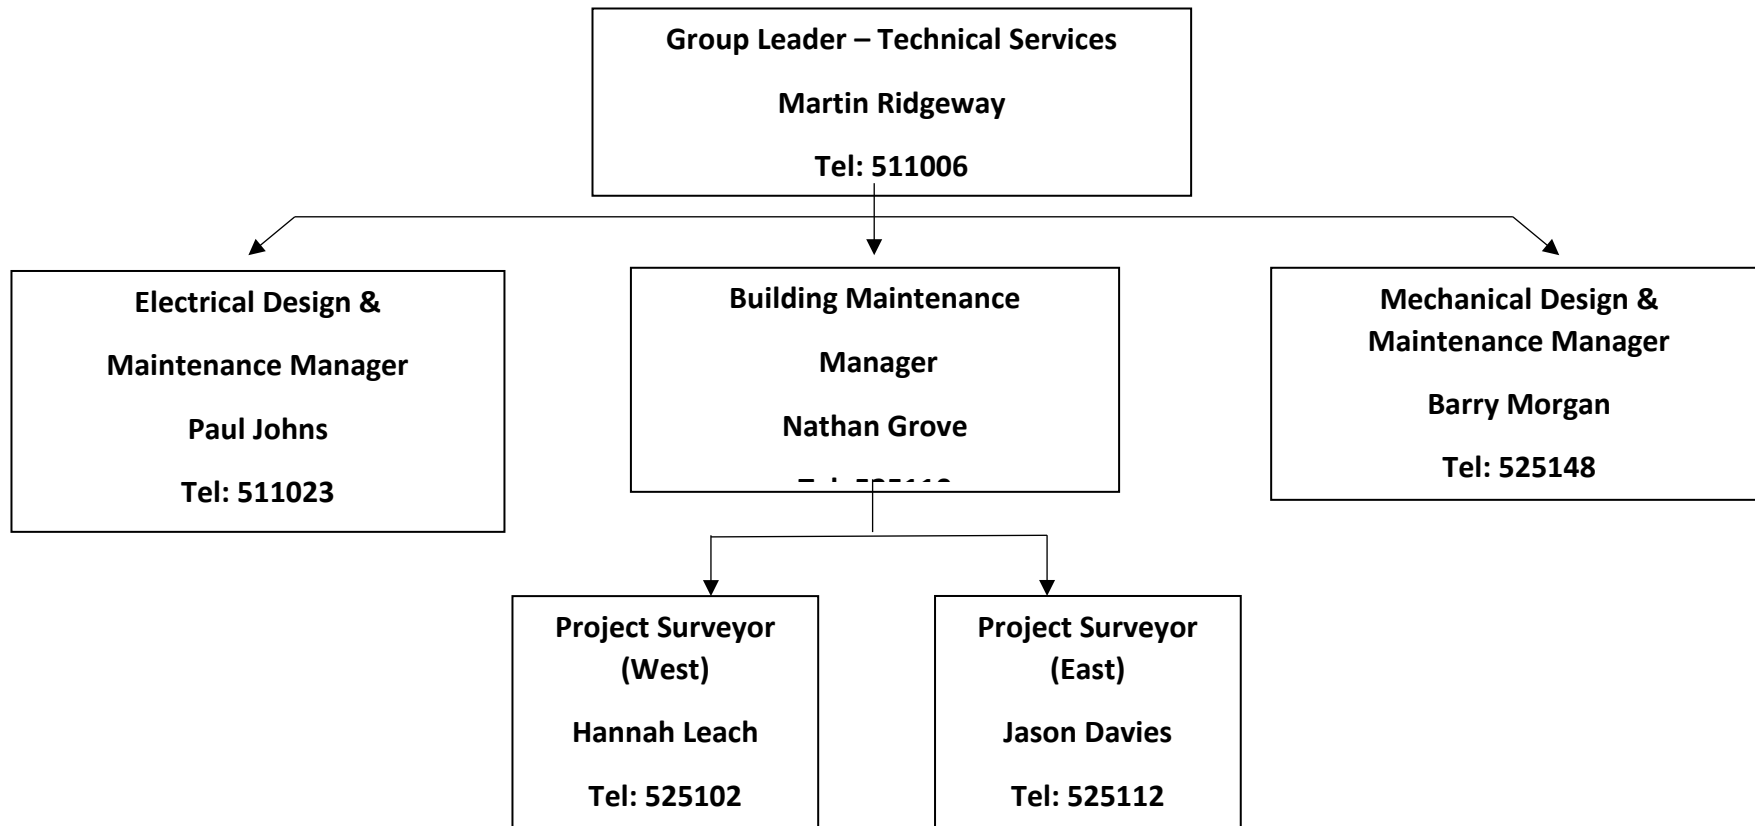 Group Leader – Technical Services
Martin Ridgeway
Tel: 511006
Electrical Design &
Maintenance Manager
Paul Johns
Tel: 511023
Building Maintenance
Manager
Nathan Grove
Mechanical Design &
Maintenance Manager
Barry Morgan
Tel: 525148
Project Surveyor
(West)
Hannah Leach
Tel: 525102
Project Surveyor
(East)
Jason Davies
Tel: 525112